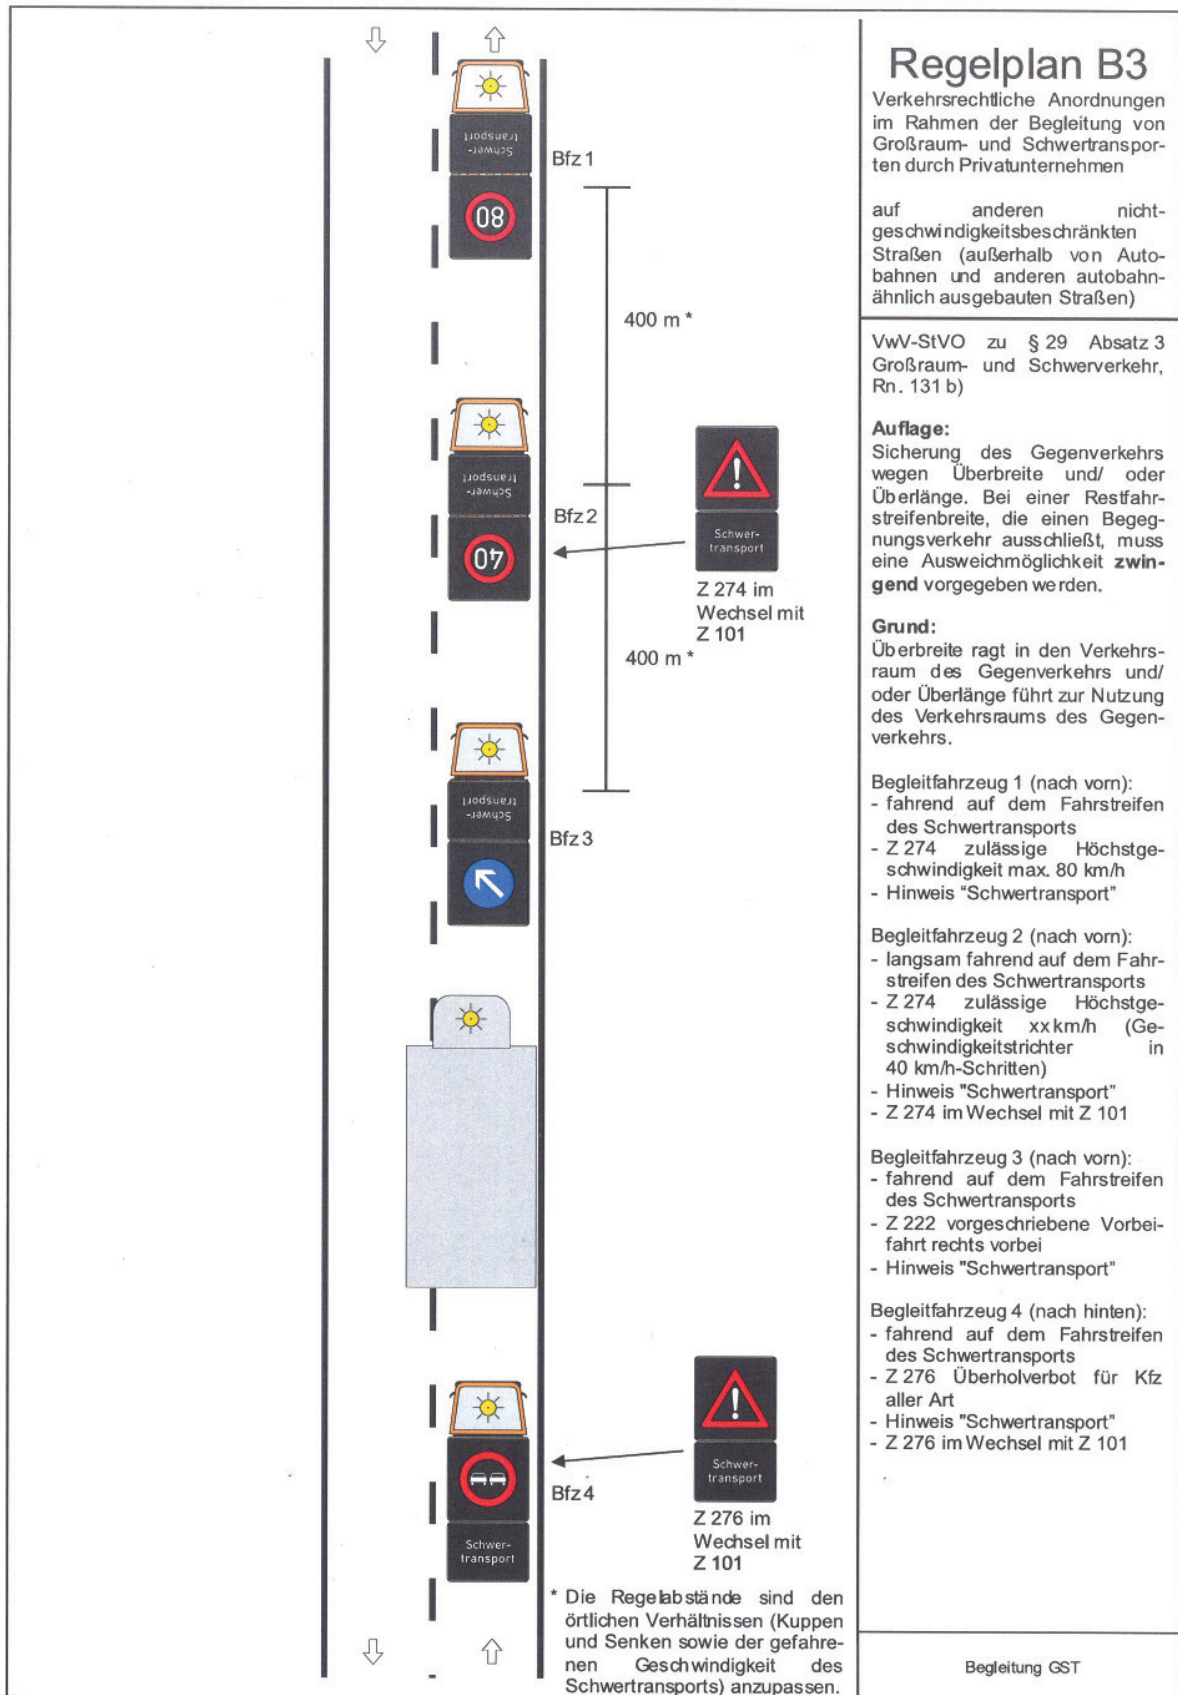 Schwer-
transport
80
Bfz 1
400 m *
Schwer-
transport
40
Bfz 2
Schwer-
transport
Z 274 im
Wechsel mit
Z 101
400 m *
Schwer-
transport
Bfz 3
Bfz 4
Schwer-
transport
Schwer-
transport
Z 276 im
Wechsel mit
Z 101
* Die Regelabstände sind den
örtlichen Verhältnissen (Kuppen
und Senken sowie der gefahre-
nen Geschwindigkeit des
Schwertransports) anzupassen.
Regelplan B3
Verkehrsrechtliche Anordnungen
im Rahmen der Begleitung von
Großraum- und Schwertranspor-
ten durch Privatunternehmen
auf anderen nicht-
geschwindigkeitsbeschränkten
Straßen (außerhalb von Auto-
bahnen und anderen autobahn-
ähnlich ausgebauten Straßen)
VwV-StVO zu § 29 Absatz 3
Großraum- und Schwerverkehr,
Rn. 131 b)
Auflage:
Sicherung des Gegenverkehrs
wegen Überbreite und/ oder
Überlänge. Bei einer Restfahr-
streifenbreite, die einen Begeg-
nungsverkehr ausschließt, muss
eine Ausweichmöglichkeit zwin-
gend vorgegeben werden.
Grund:
Überbreite ragt in den Verkehrs-
raum des Gegenverkehrs und/
oder Überlänge führt zur Nutzung
des Verkehrsraums des Gegen-
verkehrs.
Begleitfahrzeug 1 (nach vorn):
- fahrend auf dem Fahrstreifen
des Schwertransports
- Z 274 zulässige Höchstge-
schwindigkeit max. 80 km/h
- Hinweis "Schwertransport"
Begleitfahrzeug 2 (nach vorn):
- langsam fahrend auf dem Fahr-
streifen des Schwertransports
- Z 274 zulässige Höchstge-
schwindigkeit xx km/h (Ge-
schwindigkeitstrichter in
40 km/h-Schritten)
- Hinweis "Schwertransport"
- Z 274 im Wechsel mit Z 101
Begleitfahrzeug 3 (nach vorn):
- fahrend auf dem Fahrstreifen
des Schwertransports
- Z 222 vorgeschriebene Vorbei-
fahrt rechts vorbei
- Hinweis "Schwertransport"
Begleitfahrzeug 4 (nach hinten):
- fahrend auf dem Fahrstreifen
des Schwertransports
- Z 276 Überholverbot für Kfz
aller Art
- Hinweis "Schwertransport"
- Z 276 im Wechsel mit Z 101
Begleitung GST